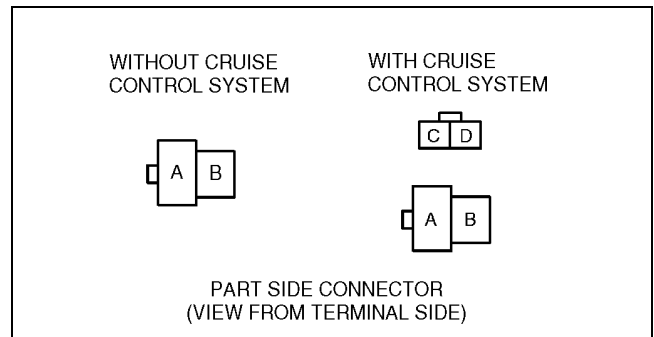 WITHOUT CRUISE
CONTROL SYSTEM
A B
WITH CRUISE
CONTROL SYSTEM
C D
A B
PART SIDE CONNECTOR
(VIEW FROM TERMINAL SIDE)